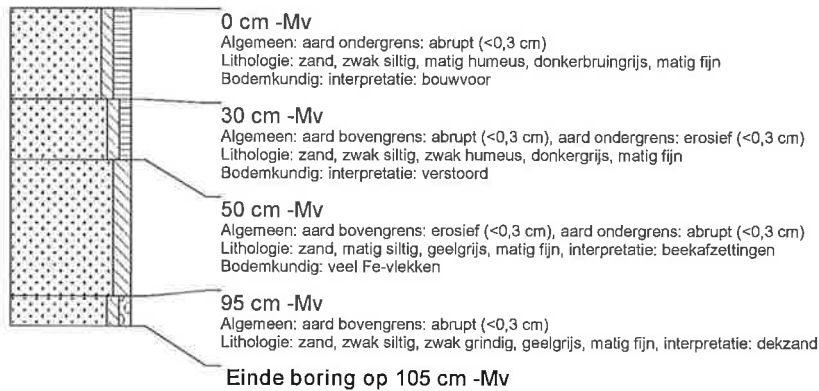 0 cm -Mv
Algemeen: aard ondergrens: abrupt (<0,3 cm)
Lithologie: zand, zwak siltig, matig humeus, donkerbruingrijs, matig fijn
Bodemkundig: interpretatie: bouwvoor
30 cm -Mv
Algemeen: aard bovengrens: abrupt (<0,3 cm), aard ondergrens: erosief (<0,3 cm)
Lithologie: zand, zwak siltig, zwak humeus, donkergrijs, matig fijn
Bodemkundig: interpretatie: verstoord
50 cm -Mv
Algemeen: aard bovengrens: erosief (<0,3 cm), aard ondergrens: abrupt (<0,3 cm)
Lithologie: zand, matig siltig, geelgrijs, matig fijn, interpretatie: beekafzettingen
Bodemkundig: veel Fe-vlekken
95 cm -Mv
Algemeen: aard bovengrens: abrupt (<0,3 cm)
Lithologie: zand, zwak siltig, zwak grindig, geelgrijs, matig fijn, interpretatie: dekzand
Einde boring op 105 cm -Mv